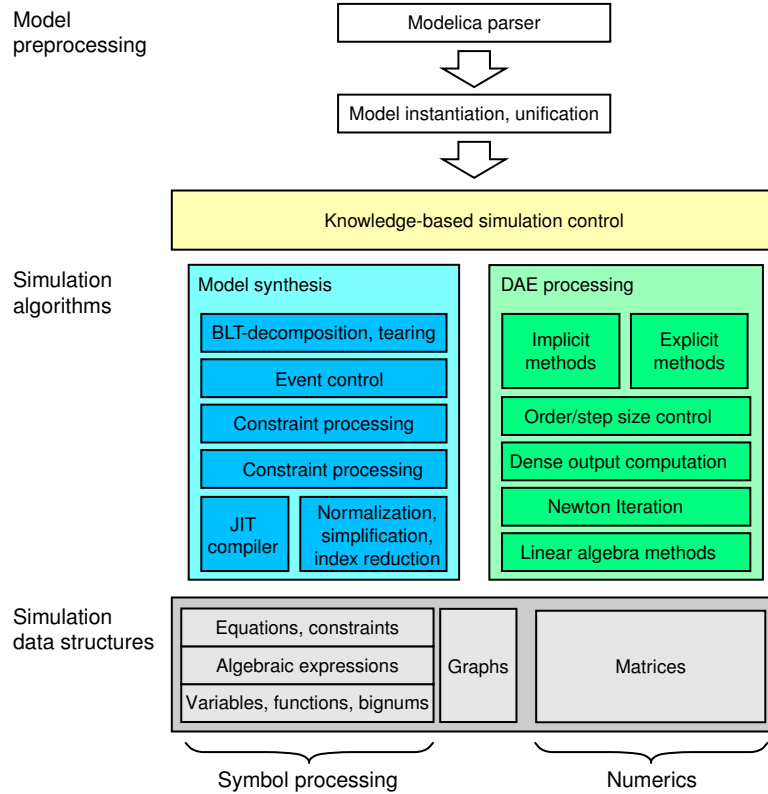 Model
preprocessing
Modelica parser
Model instantiation, unification
Knowledge-based simulation control
Simulation
algorithms
Model synthesis
BLT-decomposition, tearing
Event control
Constraint processing
Constraint processing
JIT
compiler
Normalization,
simplification,
index reduction
DAE processing
Implicit
methods
Explicit
methods
Order/step size control
Dense output computation
Newton Iteration
Linear algebra methods
Simulation
data structures
Equations, constraints
Algebraic expressions
Variables, functions, bignums
Graphs
Matrices
Symbol processing
Numerics